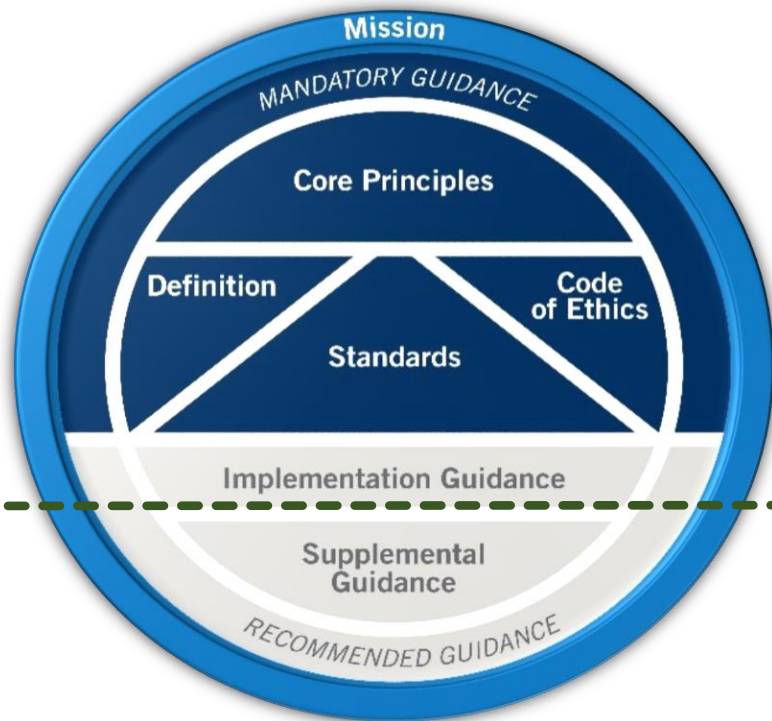 Mission
MANDATORY GUIDANCE
Core Principles
Definition
Code
of Ethics
Standards
Implementation Guidance
Supplemental
Guidance
RECOMMENDED GUIDANCE